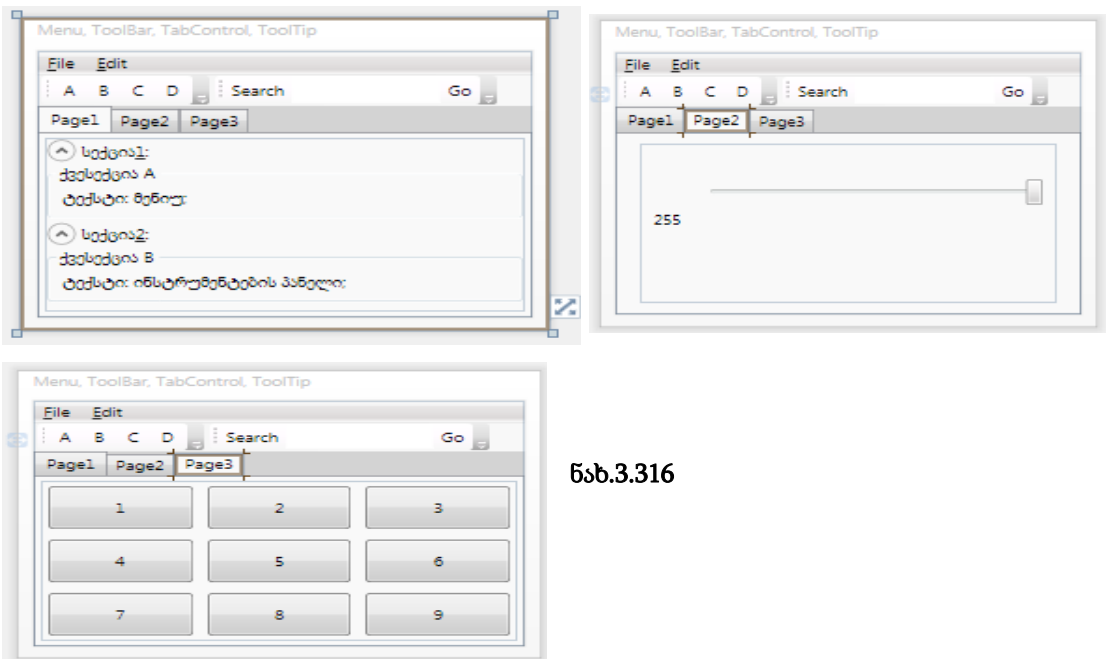 Menu, ToolBar, TabControl, ToolTip
File Edit
A B C D Search Go
Page1 Page2 Page3
სექცია1:
ქვესექცია A
ტექსტი: მენიუ;
სექცია2:
ქვესექცია B
ტექსტი: ინსტრუმენტების პანელი;
Menu, ToolBar, TabControl, ToolTip
File Edit
A B C D Search Go
Page1 Page2 Page3
255
Menu, ToolBar, TabControl, ToolTip
File Edit
A B C D Search Go
Page1 Page2 Page3
1 2 3
4 5 6
7 8 9
ნახ.3.316